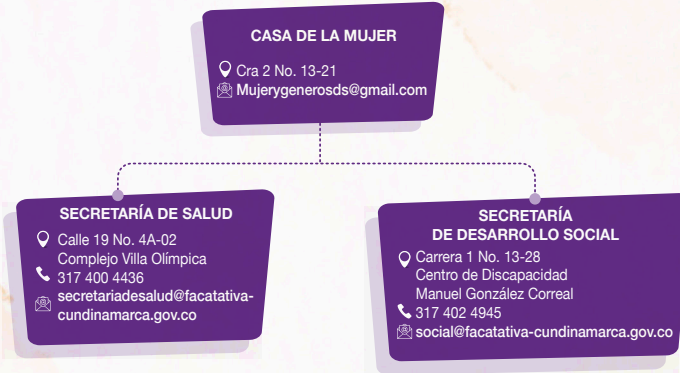 CASA DE LA MUJER
Cra 2 No. 13-21
Mujerygenerosds@gmail.com
SECRETARÍA DE SALUD
Calle 19 No. 4A-02
Complejo Villa Olímpica
317 400 4436
secretariadesalud@facatativa-
cundinamarca.gov.co
SECRETARÍA
DE DESARROLLO SOCIAL
Carrera 1 No. 13-28
Centro de Discapacidad
Manuel González Correal
317 402 4945
social@facatativa-cundinamarca.gov.co